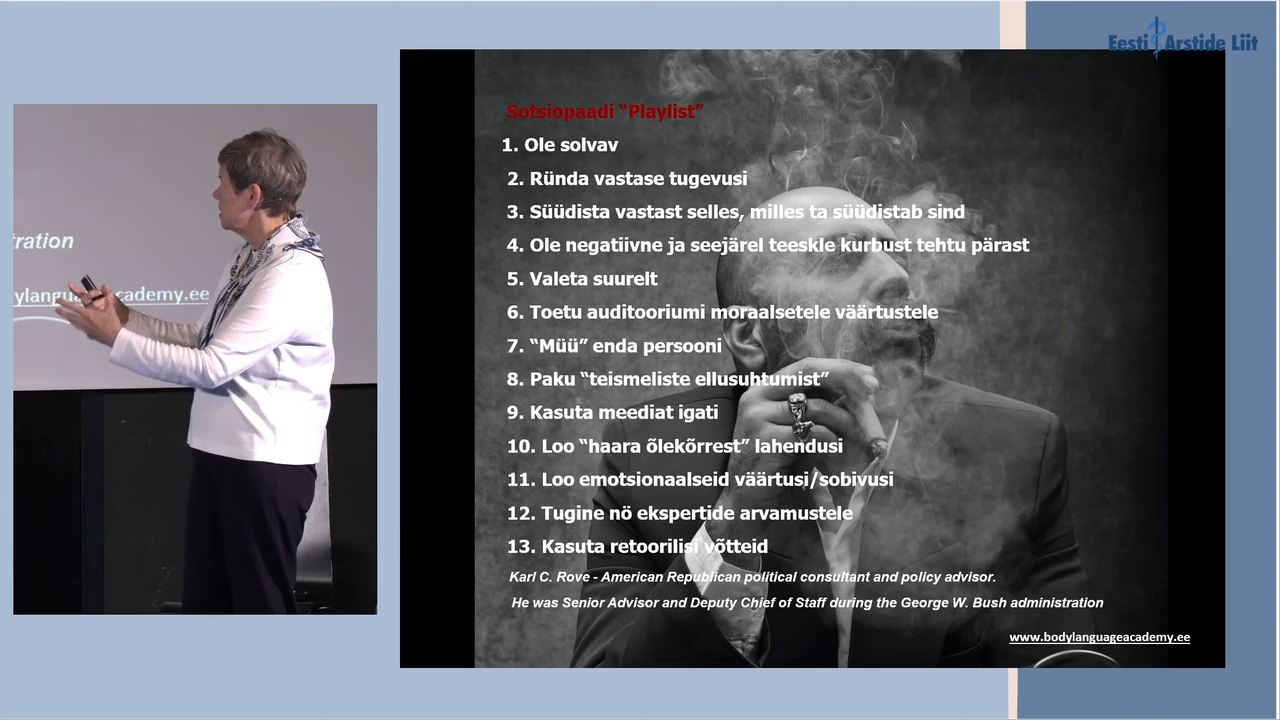 Eesti Arstide Liit
Sotsiopaadi “Playlist”
1. Ole solvav
2. Ründa vastase tugevusi
3. Süüdista vastast selles, milles ta süüdistab sind
4. Ole negatiivne ja seejärel teeskle kurbust tehtu pärast
5. Valeta suurelt
6. Toetu auditooriumi moraalsetele väärtustele
7. “Müü” enda persooni
8. Paku “teismeliste ellusuhtumist”
9. Kasuta meediat igati
10. Loo “haara õlekõrrest” lahendusi
11. Loo emotsionaalseid väärtusi/sobivusi
12. Tugine nö ekspertide arvamustele
13. Kasuta retoorilisi võtteid
Karl C. Rove - American Republican political consultant and policy advisor.
He was Senior Advisor and Deputy Chief of Staff during the George W. Bush administration
www.bodylanguageacademy.ee
tration
ylanguageacademy.ee